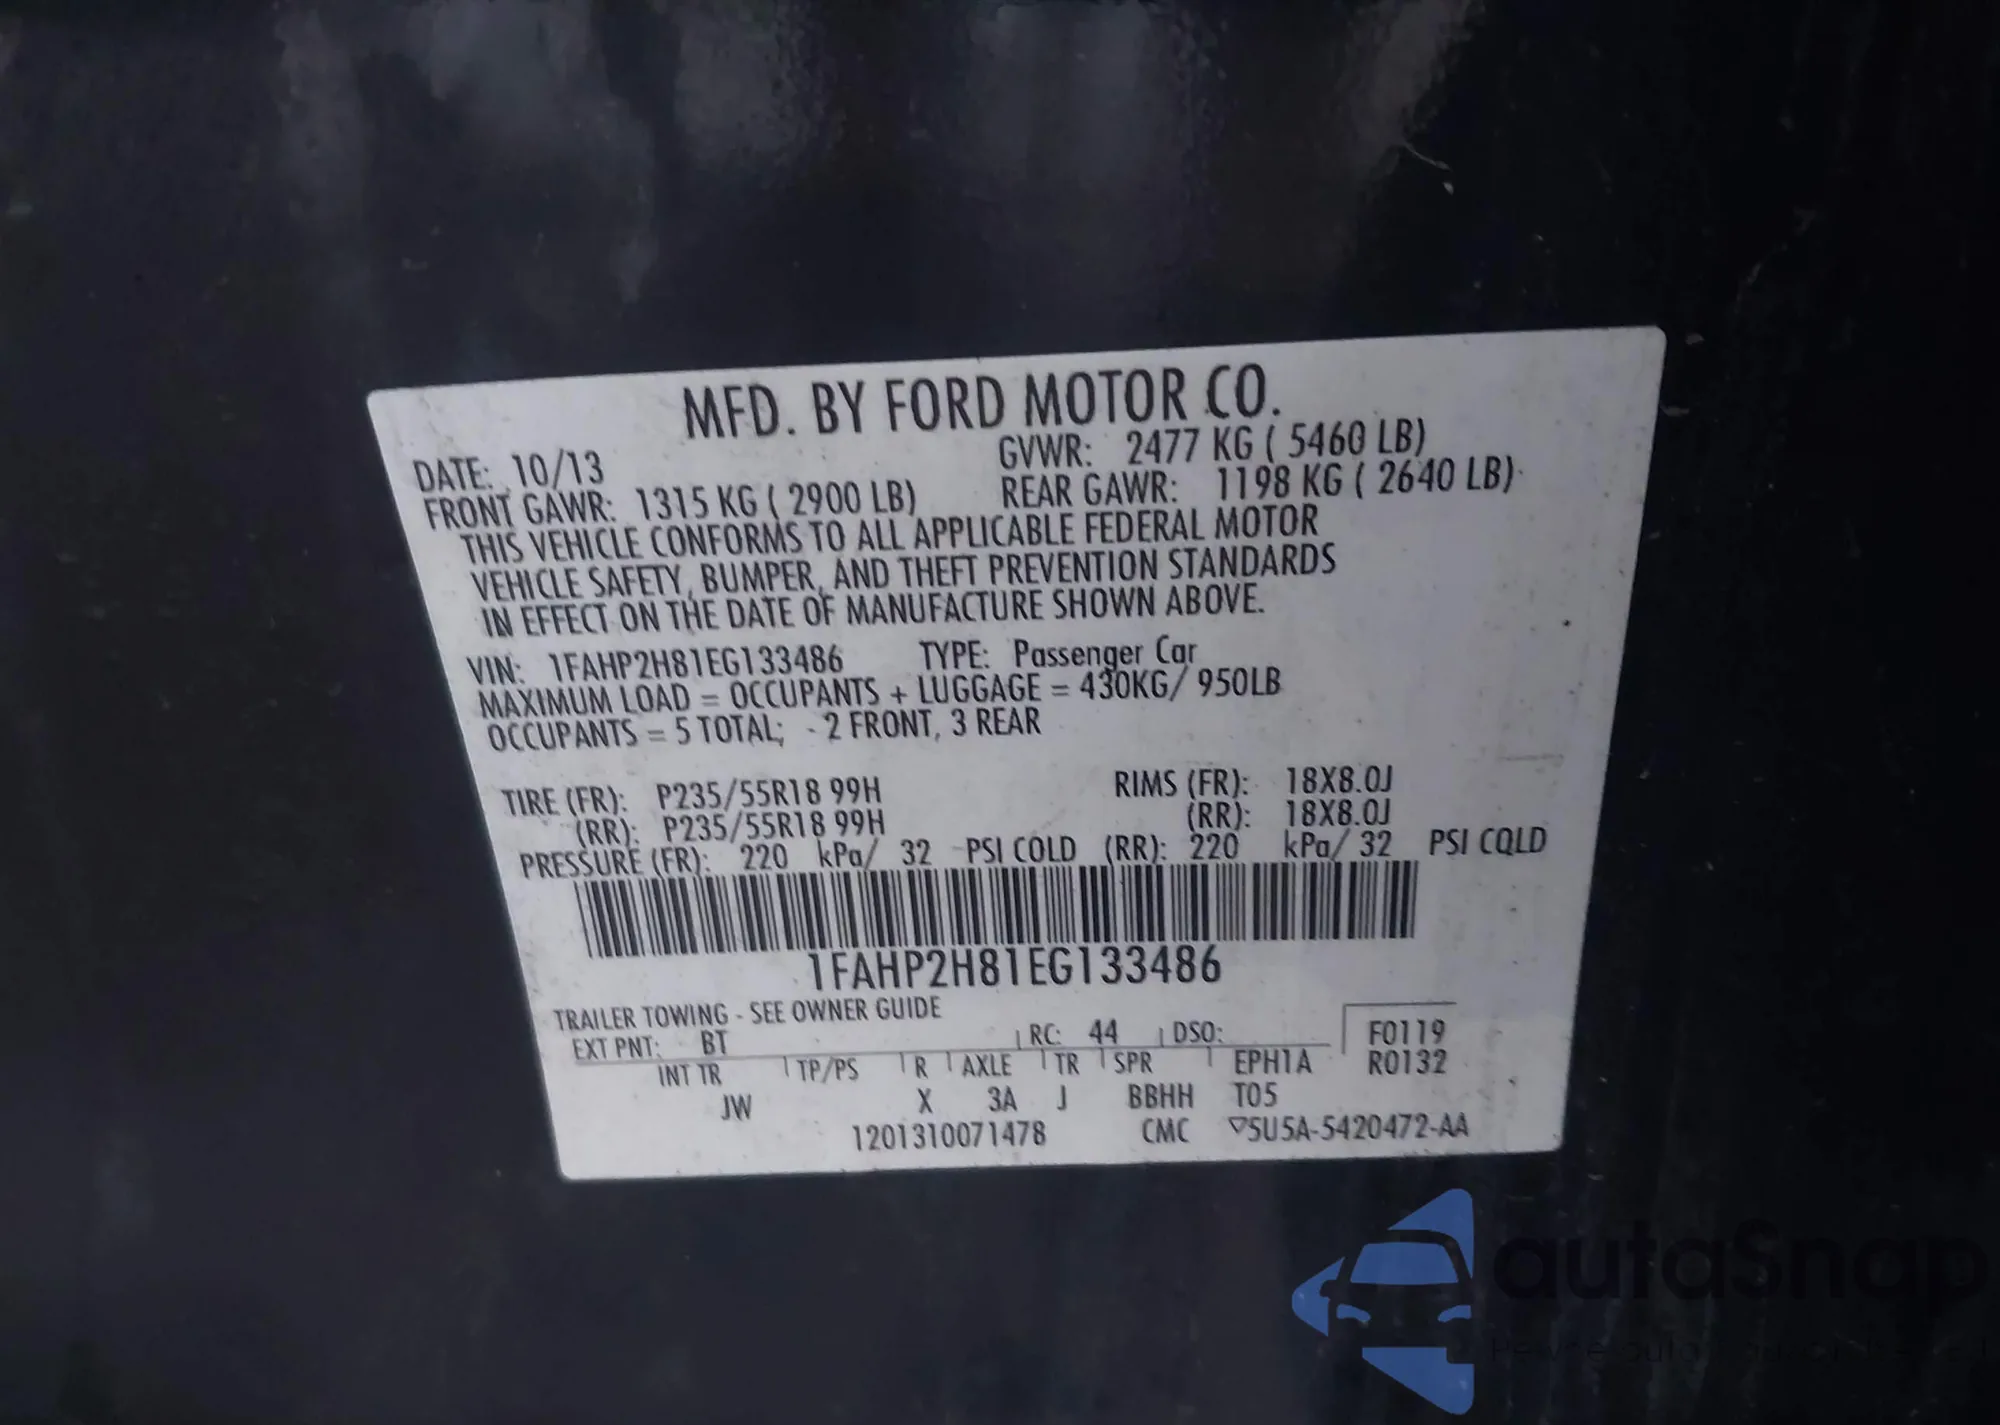 MFD. BY FORD MOTOR CO.
DATE: 10/13 GVWR: 2477 KG ( 5460 LB)
FRONT GAWR: 1315 KG ( 2900 LB) REAR GAWR: 1198 KG ( 2640 LB)
THIS VEHICLE CONFORMS TO ALL APPLICABLE FEDERAL MOTOR
VEHICLE SAFETY, BUMPER, AND THEFT PREVENTION STANDARDS
IN EFFECT ON THE DATE OF MANUFACTURE SHOWN ABOVE.
VIN: 1FAHP2H81EG133486 TYPE: Passenger Car
MAXIMUM LOAD = OCCUPANTS + LUGGAGE = 430KG/ 950LB
OCCUPANTS = 5 TOTAL; - 2 FRONT, 3 REAR
TIRE (FR): P235/55R18 99H RIMS (FR): 18X8.0J
(RR): P235/55R18 99H (RR): 18X8.0J
PRESSURE (FR): 220 kPa/ 32 PSI COLD (RR): 220 kPa/ 32 PSI COLD
1FAHP2H81EG133486
TRAILER TOWING - SEE OWNER GUIDE
EXT PNT: BT RC: 44 DSO: F0119
INT TR TP/PS R AXLE TR SPR EPH1A R0132
JW X 3A J BBHH T05
1201310071478 CMC ▽5U5A-5420472-AA
autoSnap